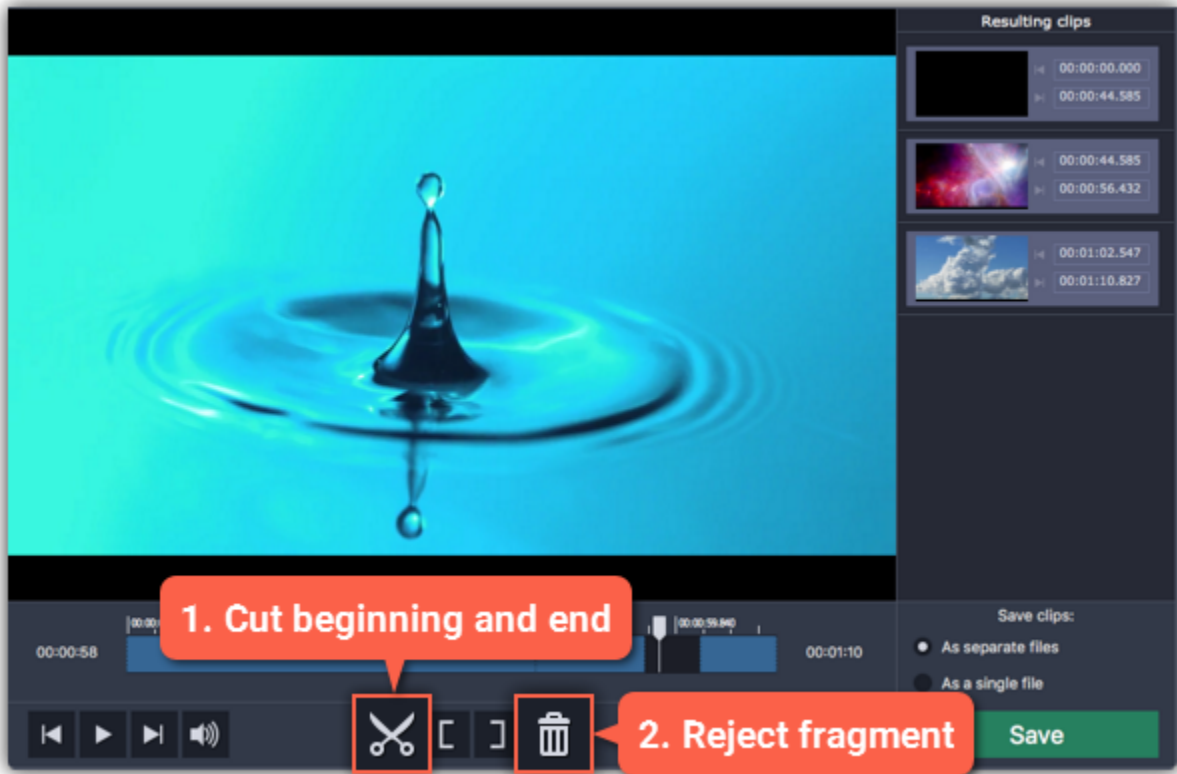 Resulting clips
00:00:00.000
00:00:44.585
00:00:44.585
00:00:56.432
00:01:02.547
00:01:10.827
1. Cut beginning and end
00:00:59.840
00:00:58
00:01:10
Save clips:
As separate files
As a single file
2. Reject fragment
Save